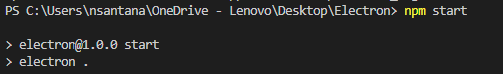 PS C:\Users\nsantana\OneDrive - Lenovo\Desktop\Electron> npm start
> electron@1.0.0 start
> electron .